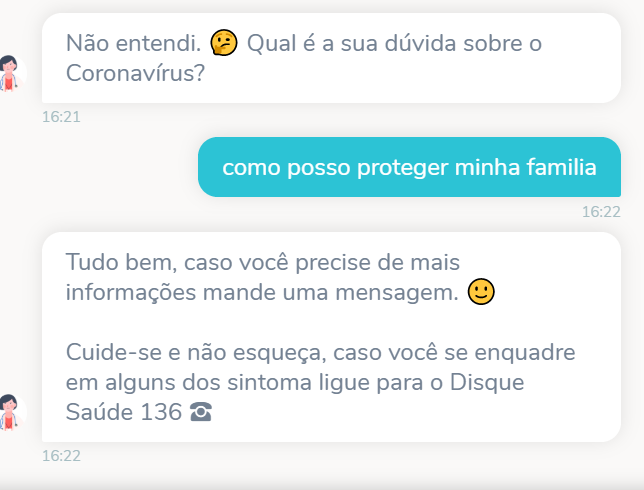 Não entendi. 🤔 Qual é a sua dúvida sobre o
Coronavírus?
16:21
como posso proteger minha familia
16:22
Tudo bem, caso você precise de mais
informações mande uma mensagem. 🙂
Cuide-se e não esqueça, caso você se enquadre
em alguns dos sintoma ligue para o Disque
Saúde 136 ☎
16:22